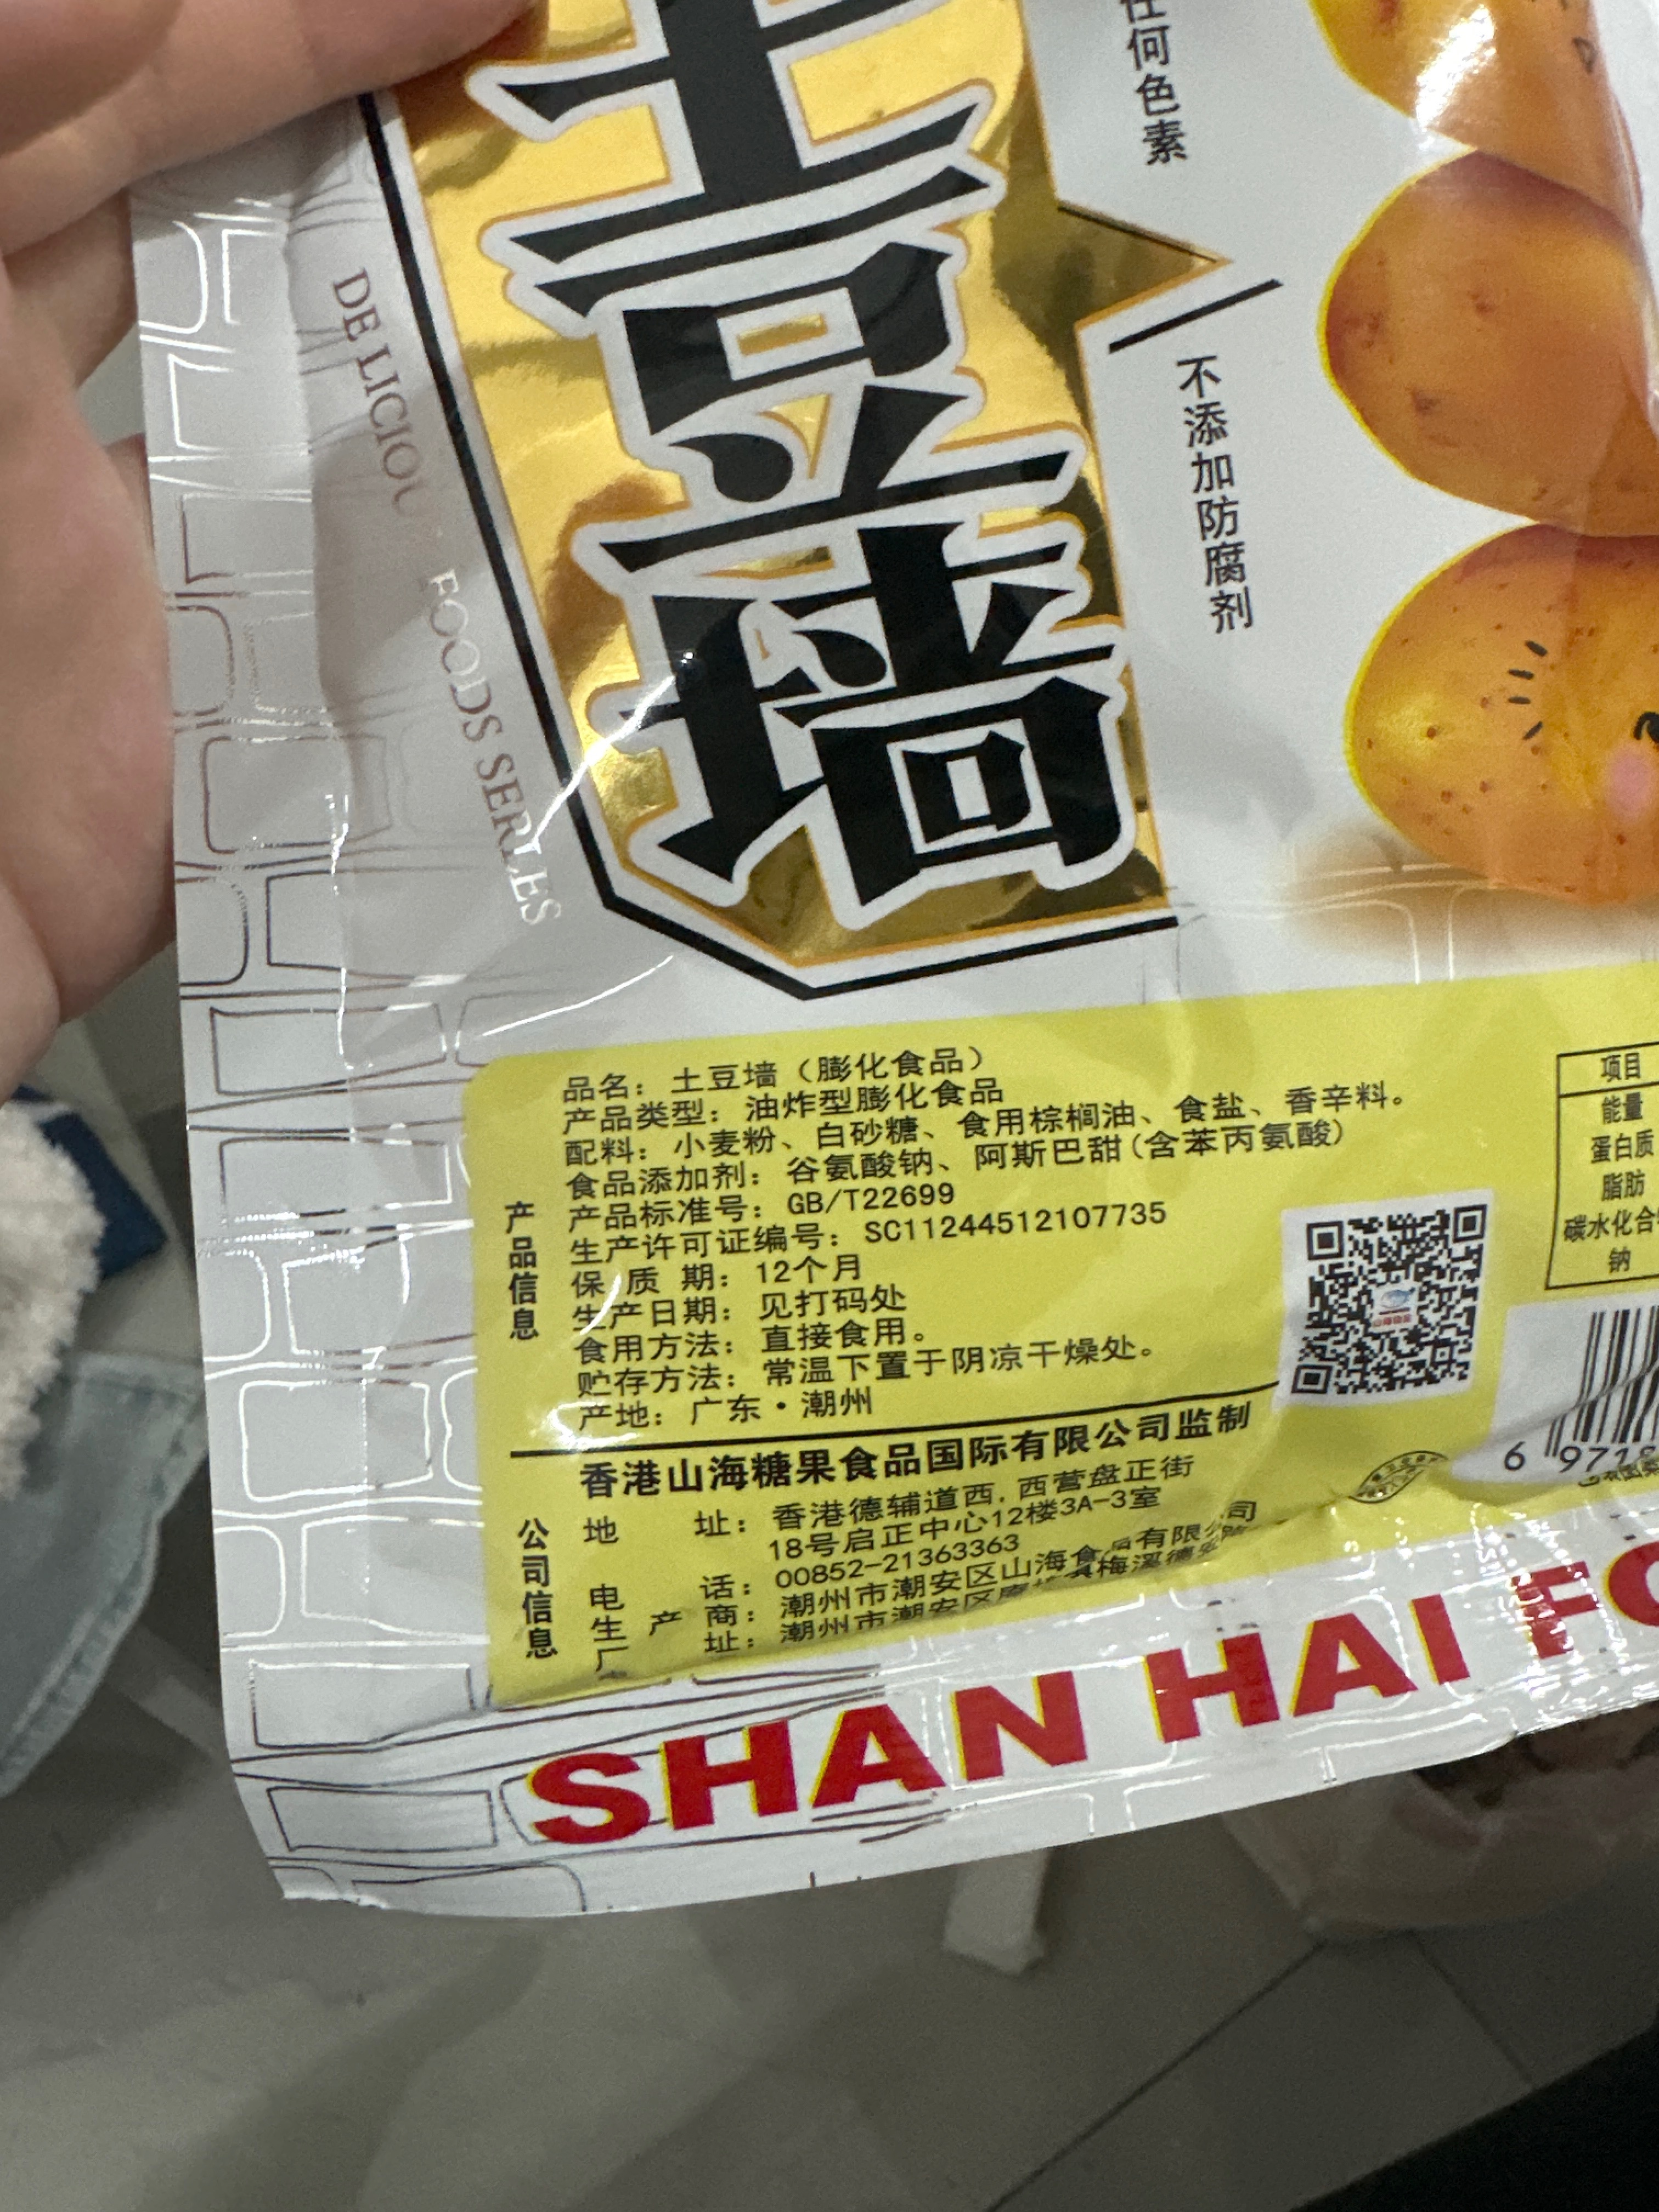 任何色素
土豆墙
不添加防腐剂
DE LICIOU
FOODS SERLES
产品信息
品名：土豆墙（膨化食品）
产品类型：油炸型膨化食品
配料：小麦粉、白砂糖、食用棕榈油、食盐、香辛料。
食品添加剂：谷氨酸钠、阿斯巴甜(含苯丙氨酸)
产品标准号：GB/T22699
生产许可证编号：SC11244512107735
保 质 期：12个月
生产日期：见打码处
食用方法：直接食用。
贮存方法：常温下置于阴凉干燥处。
产地：广东·潮州
公司信息
香港山海糖果食品国际有限公司监制
地 址：香港德辅道西,西营盘正街
18号启正中心12楼3A-3室
电 话：00852-21363363
生 产 商：潮州市潮安区山海食品有限公司
厂 址：潮州市潮安区
项目
能量
蛋白质
脂肪
碳水化合
钠
6 9718
SHAN HAI FO